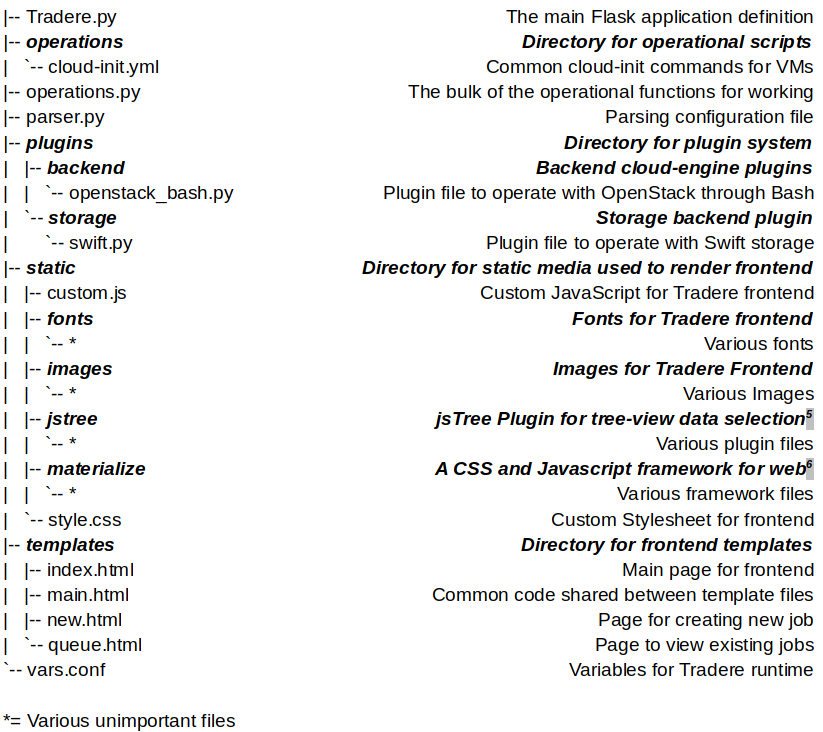 |-- Tradere.py The main Flask application definition
|-- operations Directory for operational scripts
| `-- cloud-init.yml Common cloud-init commands for VMs
|-- operations.py The bulk of the operational functions for working
|-- parser.py Parsing configuration file
|-- plugins Directory for plugin system
| |-- backend Backend cloud-engine plugins
| | `-- openstack_bash.py Plugin file to operate with OpenStack through Bash
| `-- storage Storage backend plugin
| `-- swift.py Plugin file to operate with Swift storage
|-- static Directory for static media used to render frontend
| |-- custom.js Custom JavaScript for Tradere frontend
| |-- fonts Fonts for Tradere frontend
| | `-- * Various fonts
| |-- images Images for Tradere Frontend
| | `-- * Various Images
| |-- jstree jsTree Plugin for tree-view data selection⁵
| | `-- * Various plugin files
| |-- materialize A CSS and Javascript framework for web⁶
| | `-- * Various framework files
| `-- style.css Custom Stylesheet for frontend
|-- templates Directory for frontend templates
| |-- index.html Main page for frontend
| |-- main.html Common code shared between template files
| |-- new.html Page for creating new job
| `-- queue.html Page to view existing jobs
`-- vars.conf Variables for Tradere runtime
*= Various unimportant files